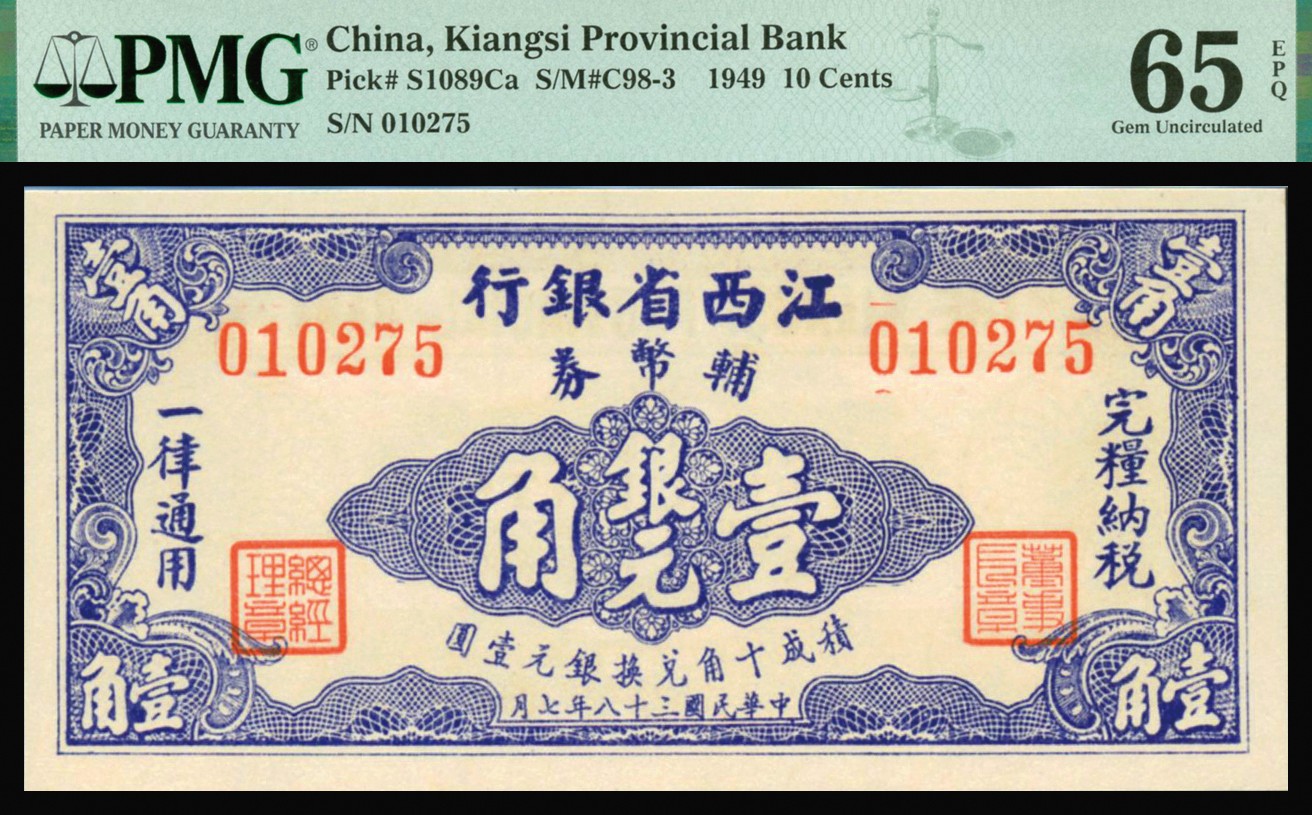 PMG®
PAPER MONEY GUARANTY
China, Kiangsi Provincial Bank
Pick# S1089Ca S/M#C98-3 1949 10 Cents
S/N 010275
65
EPQ
Gem Uncirculated
壹角
壹角
江西省銀行
010275
010275
輔幣券
完糧納稅
一律通用
壹銀元角
董事長章
總經理章
積成十角兌換銀元壹圓
中華民國三十八年七月
壹角
壹角